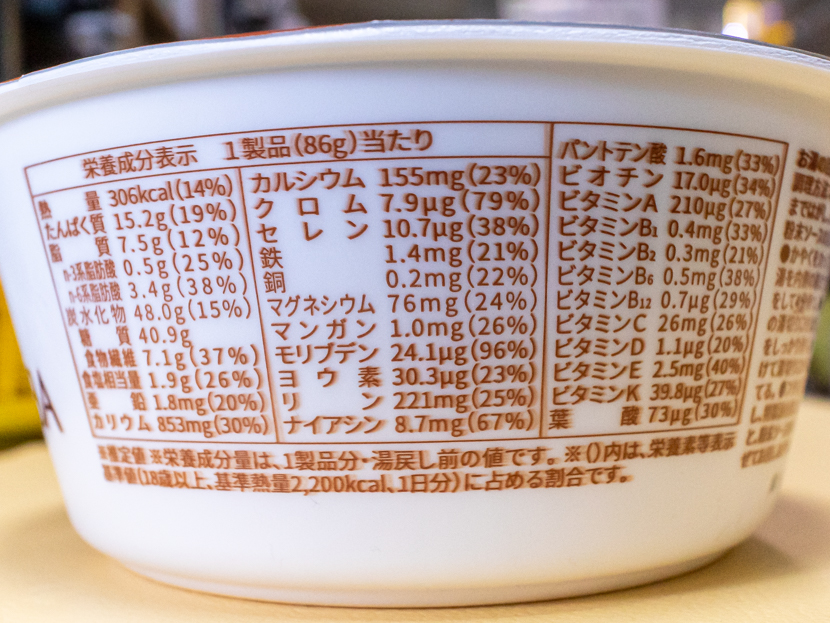 栄養成分表示 1製品(86g)当たり
熱量 306kcal(14%)
たんぱく質 15.2g(19%)
脂質 7.5g(12%)
n-3系脂肪酸 0.5g(25%)
n-6系脂肪酸 3.4g(38%)
炭水化物 48.0g(15%)
糖質 40.9g
食物繊維 7.1g(37%)
食塩相当量 1.9g(26%)
亜鉛 1.8mg(20%)
カリウム 853mg(30%)
カルシウム 155mg(23%)
クロム 7.9μg(79%)
セレン 10.7μg(38%)
鉄 1.4mg(21%)
銅 0.2mg(22%)
マグネシウム 76mg(24%)
マンガン 1.0mg(26%)
モリブデン 24.1μg(96%)
ヨウ素 30.3μg(23%)
リン 221mg(25%)
ナイアシン 8.7mg(67%)
パントテン酸 1.6mg(33%)
ビオチン 17.0μg(34%)
ビタミンA 210μg(27%)
ビタミンB1 0.4mg(33%)
ビタミンB2 0.3mg(21%)
ビタミンB6 0.5mg(38%)
ビタミンB12 0.7μg(29%)
ビタミンC 26mg(26%)
ビタミンD 1.1μg(20%)
ビタミンE 2.5mg(40%)
ビタミンK 39.8μg(27%)
葉酸 73μg(30%)
※推定値 ※栄養成分量は、1製品分・湯戻し前の値です。※()内は、栄養素等表示
基準値(18歳以上、基準熱量2,200kcal、1日分)に占める割合です。